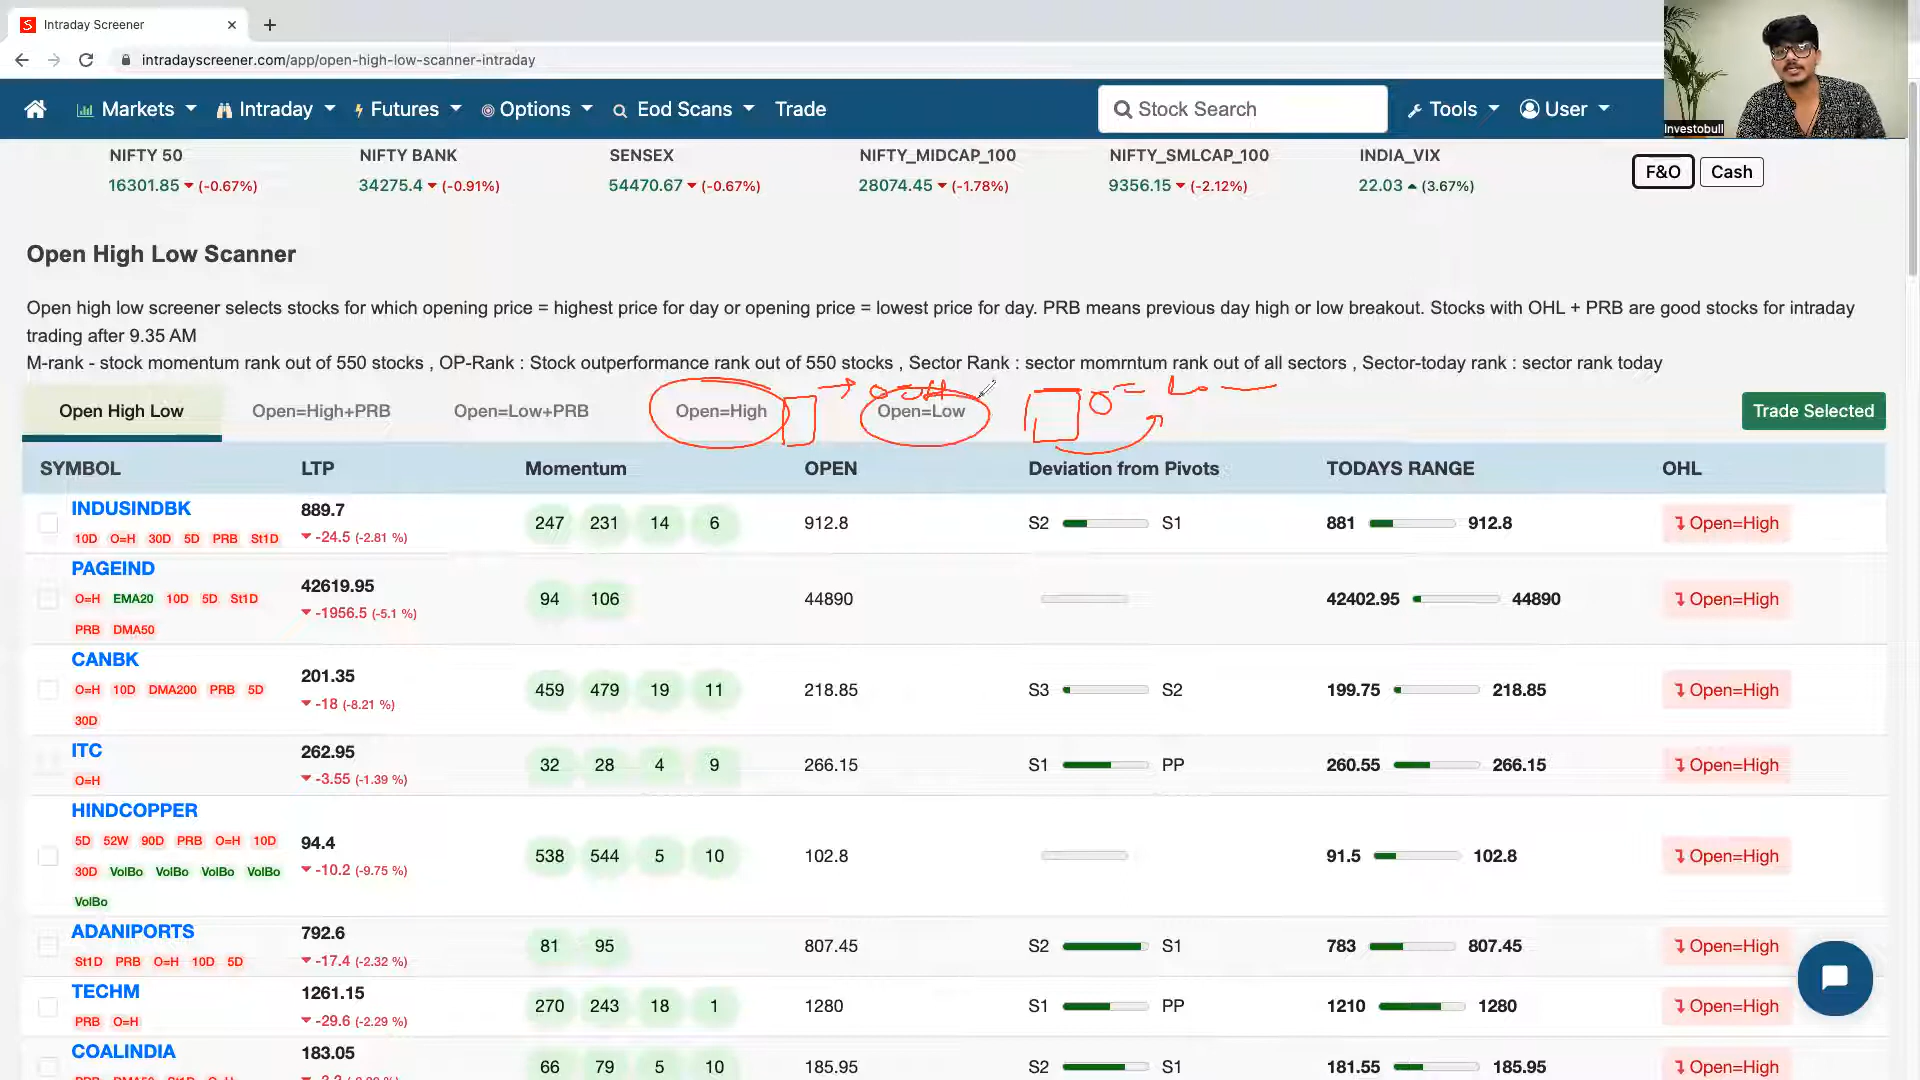 Intraday Screener
intradayscreener.com/app/open-high-low-scanner-intraday
Markets Intraday Futures Options Eod Scans Trade Stock Search Tools User
Investobull
NIFTY 50 NIFTY BANK SENSEX NIFTY_MIDCAP_100 NIFTY_SMLCAP_100 INDIA_VIX
16301.85 (-0.67%) 34275.4 (-0.91%) 54470.67 (-0.67%) 28074.45 (-1.78%) 9356.15 (-2.12%) 22.03 (3.67%)
F&O Cash
Open High Low Scanner
Open high low screener selects stocks for which opening price = highest price for day or opening price = lowest price for day. PRB means previous day high or low breakout. Stocks with OHL + PRB are good stocks for intraday
trading after 9.35 AM
M-rank - stock momentum rank out of 550 stocks , OP-Rank : Stock outperformance rank out of 550 stocks , Sector Rank : sector momrntum rank out of all sectors , Sector-today rank : sector rank today
O=H O= Lo
Open High Low Open=High+PRB Open=Low+PRB Open=High Open=Low Trade Selected
SYMBOL LTP Momentum OPEN Deviation from Pivots TODAYS RANGE OHL
INDUSINDBK 889.7 247 231 14 6 912.8 S2 S1 881 912.8 Open=High
10D O=H 30D 5D PRB St1D -24.5 (-2.81 %)
PAGEIND 42619.95 94 106 44890 42402.95 44890 Open=High
O=H EMA20 10D 5D St1D -1956.5 (-5.1 %)
PRB DMA50
CANBK 201.35 459 479 19 11 218.85 S3 S2 199.75 218.85 Open=High
O=H 10D DMA200 PRB 5D -18 (-8.21 %)
30D
ITC 262.95 32 28 4 9 266.15 S1 PP 260.55 266.15 Open=High
O=H -3.55 (-1.39 %)
HINDCOPPER 94.4 538 544 5 10 102.8 91.5 102.8 Open=High
5D 52W 90D PRB O=H 10D -10.2 (-9.75 %)
30D VolBo VolBo VolBo VolBo
VolBo
ADANIPORTS 792.6 81 95 807.45 S2 S1 783 807.45 Open=High
St1D PRB O=H 10D 5D -17.4 (-2.32 %)
TECHM 1261.15 270 243 18 1 1280 S1 PP 1210 1280 Open=High
PRB O=H -29.6 (-2.29 %)
COALINDIA 183.05 66 79 5 10 185.95 S2 S1 181.55 185.95 Open=High